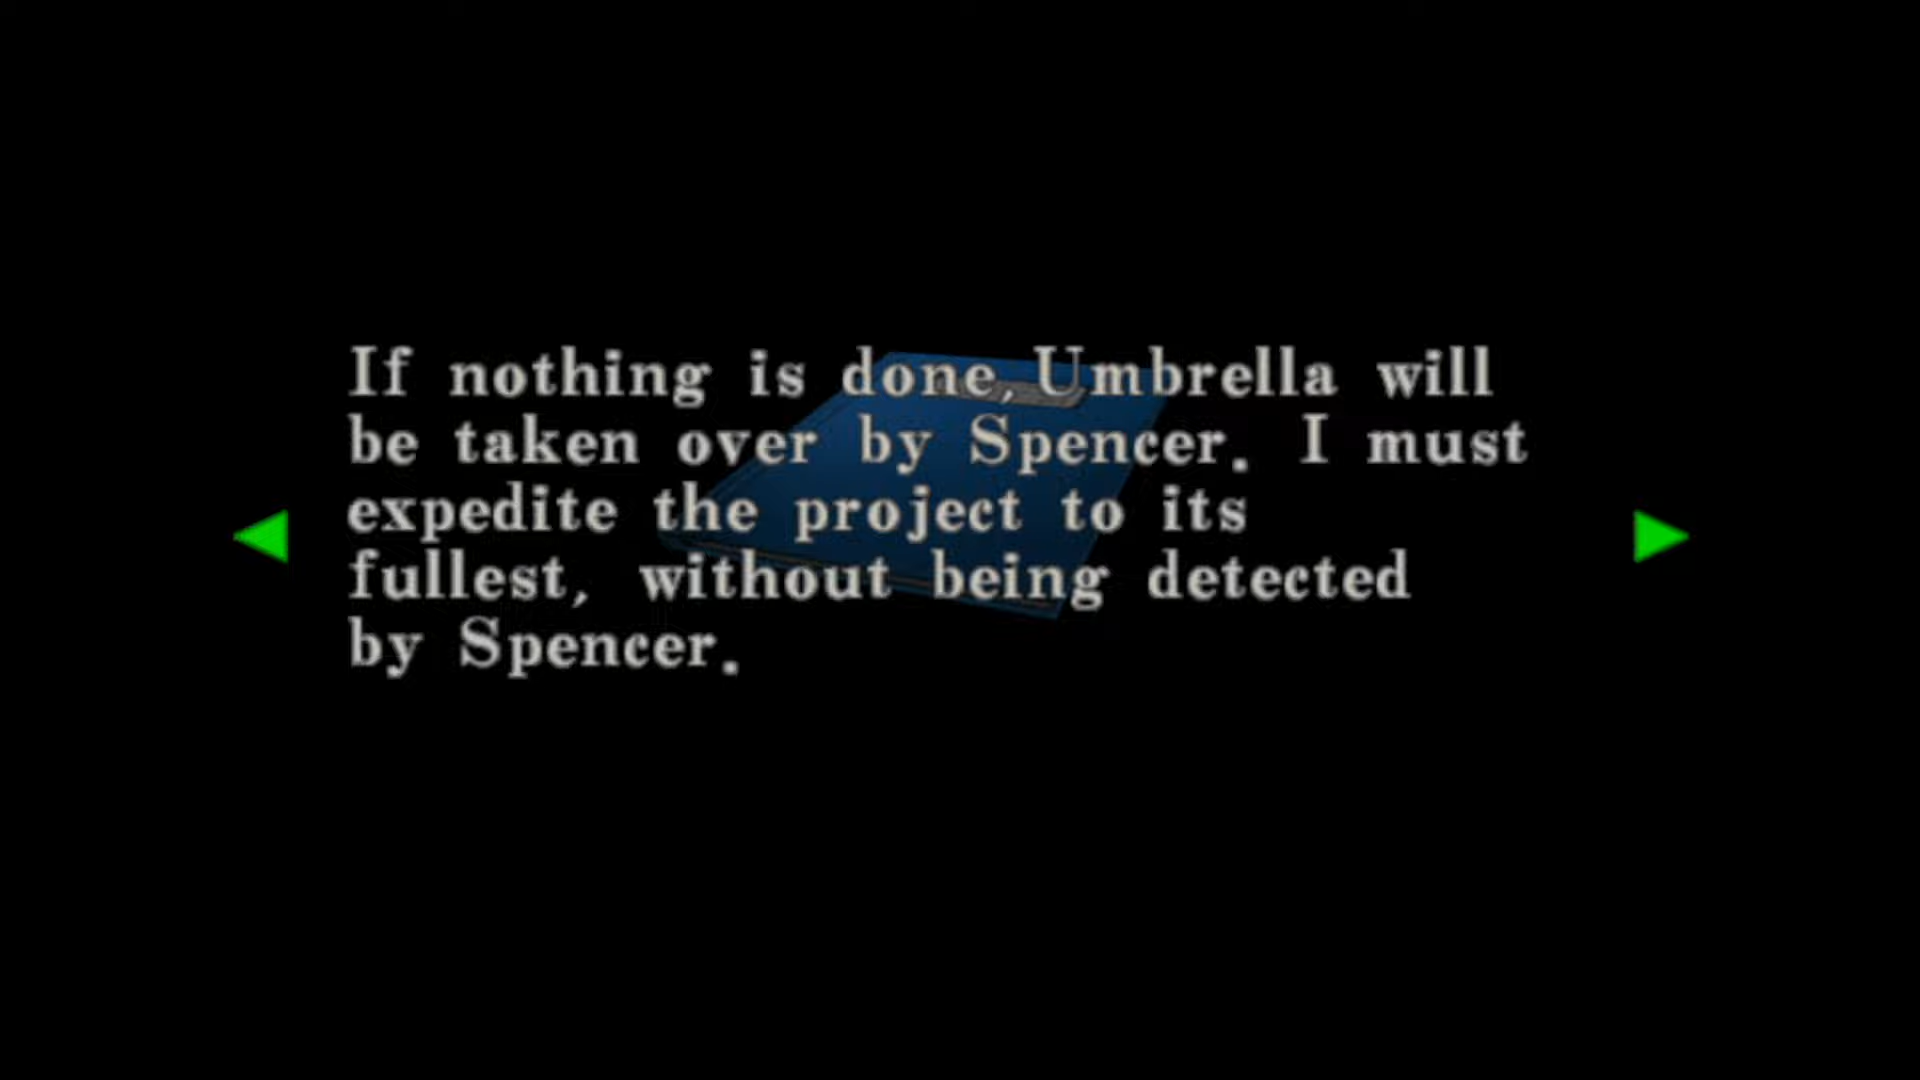 If nothing is done, Umbrella will
be taken over by Spencer. I must
expedite the project to its
fullest, without being detected
by Spencer.